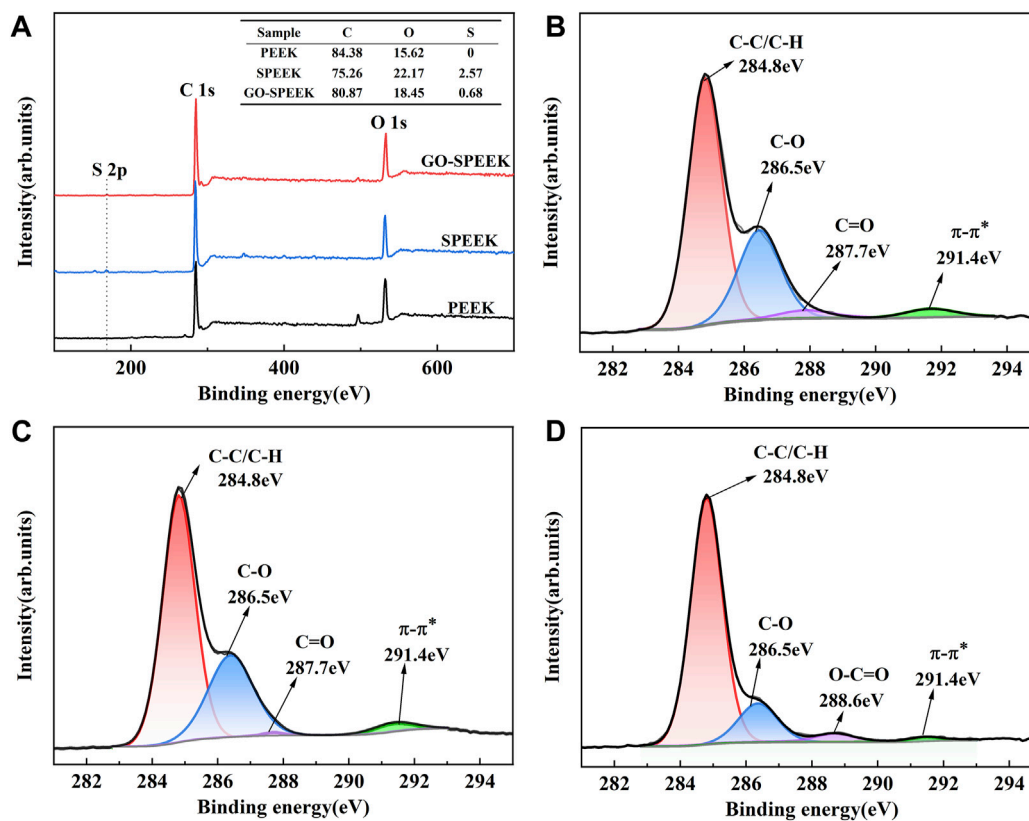 A
Sample C O S
PEEK 84.38 15.62 0
SPEEK 75.26 22.17 2.57
GO-SPEEK 80.87 18.45 0.68
C 1s
O 1s
S 2p
GO-SPEEK
SPEEK
PEEK
Intensity(arb.units)
200 400 600
Binding energy(eV)
B
C-C/C-H
284.8eV
C-O
286.5eV
C=O
287.7eV
π-π*
291.4eV
Intensity(arb.units)
282 284 286 288 290 292 294
Binding energy(eV)
C
C-C/C-H
284.8eV
C-O
286.5eV
C=O
287.7eV
π-π*
291.4eV
Intensity(arb.units)
282 284 286 288 290 292 294
Binding energy(eV)
D
C-C/C-H
284.8eV
C-O
286.5eV
O-C=O
288.6eV
π-π*
291.4eV
Intensity(arb.units)
282 284 286 288 290 292 294
Binding energy(eV)